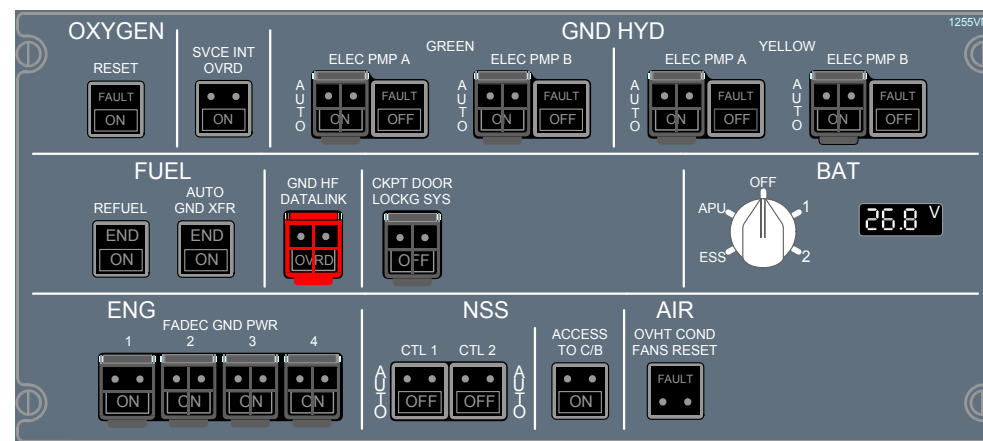 OXYGEN
GND HYD
1255VM
SVCE INT
OVRD
RESET
GREEN
YELLOW
ELEC PMP A
ELEC PMP B
ELEC PMP A
ELEC PMP B
FAULT
ON
ON
AUTO
ON
FAULT
OFF
AUTO
ON
FAULT
OFF
AUTO
ON
FAULT
OFF
AUTO
ON
FAULT
OFF
FUEL
REFUEL
AUTO
GND XFR
END
ON
END
ON
GND HF
DATALINK
OVRD
CKPT DOOR
LOCKG SYS
OFF
BAT
OFF
APU
1
ESS
2
26.8 V
ENG
FADEC GND PWR
1 2 3 4
ON
ON
ON
ON
NSS
CTL 1
CTL 2
AUTO
OFF
OFF
AUTO
ACCESS
TO C/B
ON
AIR
OVHT COND
FANS RESET
FAULT